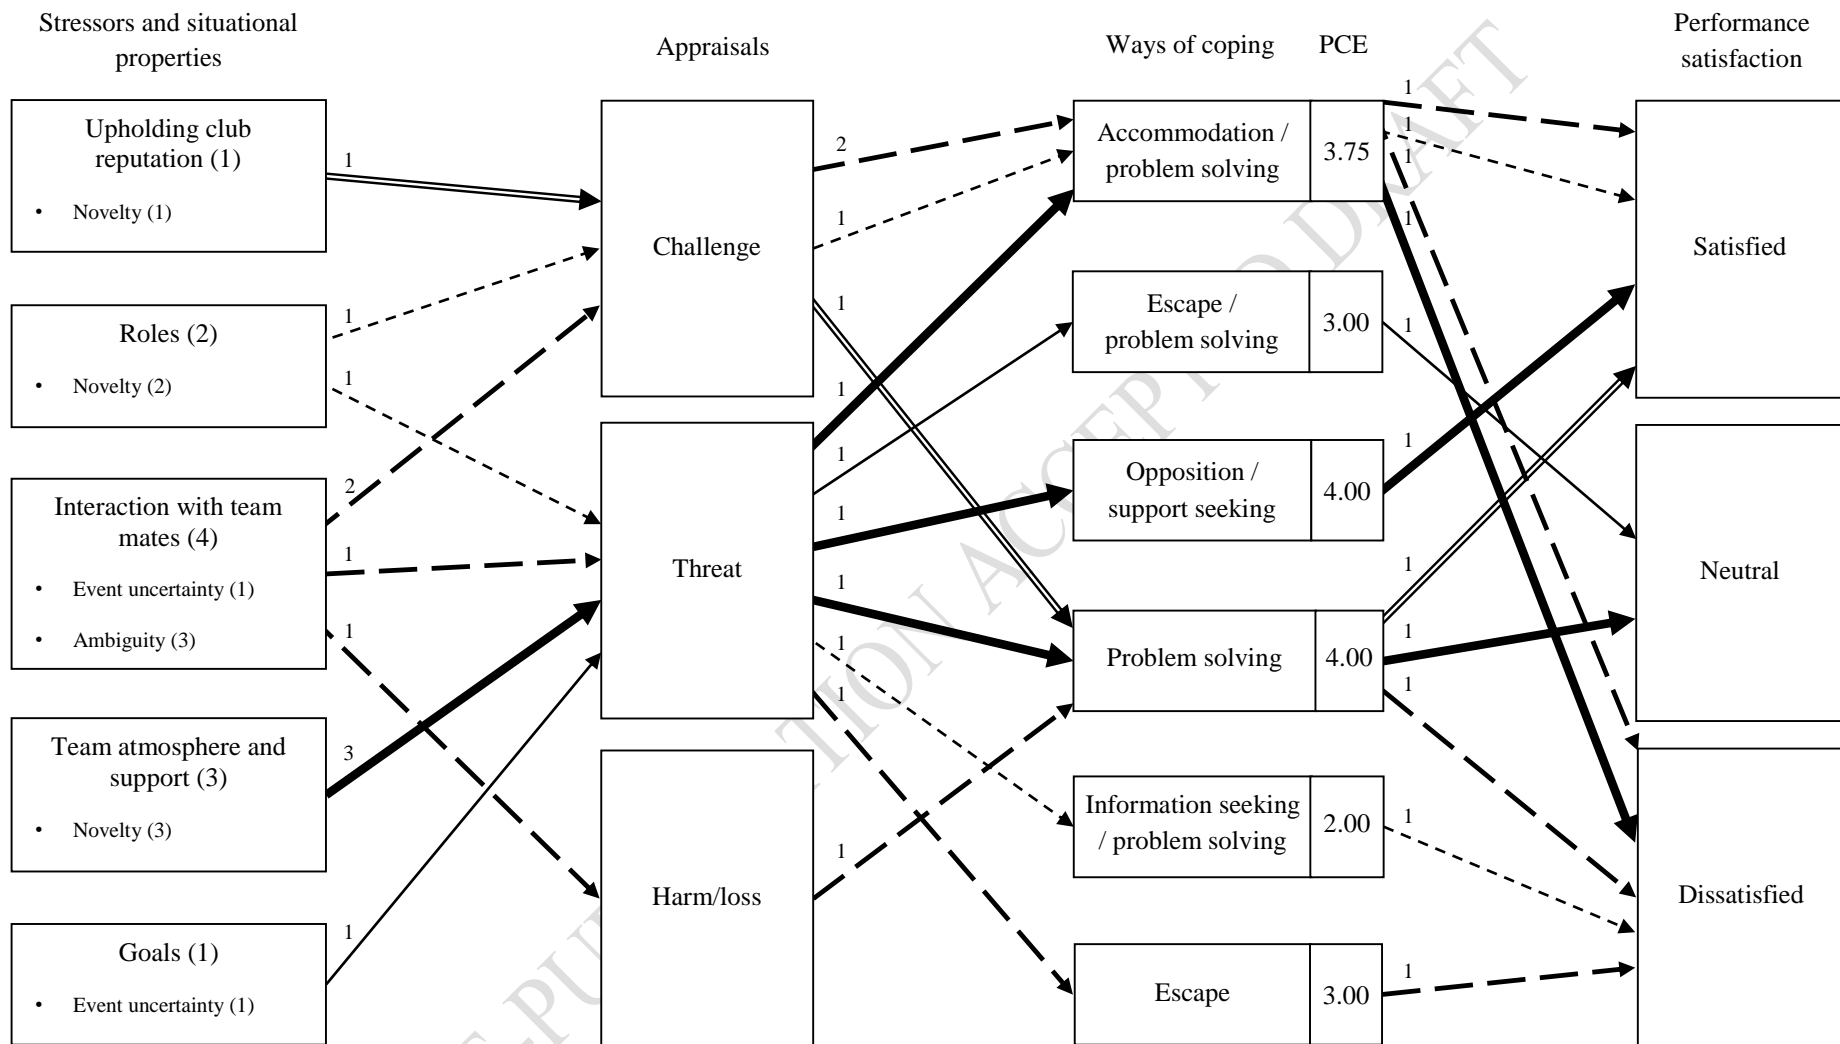 Stressors and situational
properties
Appraisals
Ways of coping
PCE
Performance
satisfaction
Upholding club
reputation (1)
• Novelty (1)
Roles (2)
• Novelty (2)
Interaction with team
mates (4)
• Event uncertainty (1)
• Ambiguity (3)
Team atmosphere and
support (3)
• Novelty (3)
Goals (1)
• Event uncertainty (1)
1
1
1
2
1
1
3
1
Challenge
Threat
Harm/loss
2
1
1
1
1
1
1
1
1
1
Accommodation /
problem solving
3.75
Escape /
problem solving
3.00
Opposition /
support seeking
4.00
Problem solving
4.00
Information seeking
/ problem solving
2.00
Escape
3.00
1
1
1
1
1
1
1
1
1
1
1
Satisfied
Neutral
Dissatisfied
TION ACCEPTED DRAFT